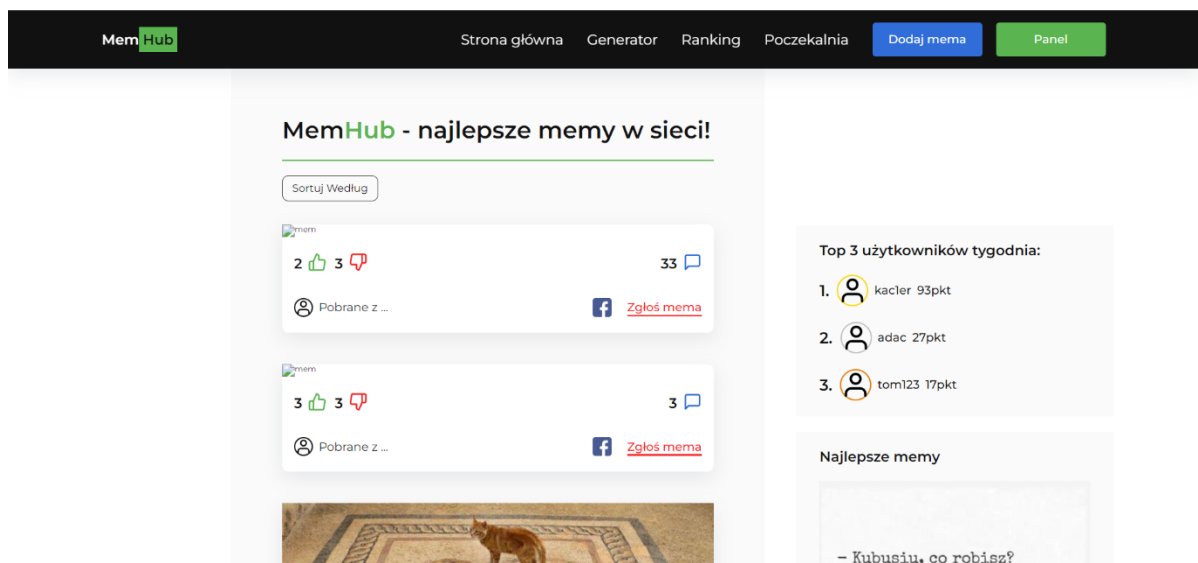 MemHub
Strona główna Generator Ranking Poczekalnia Dodaj mema Panel
MemHub - najlepsze memy w sieci!
Sortuj Według
mem
2 3 33
Pobrane z ... Zgłoś mema
mem
3 3 3
Pobrane z ... Zgłoś mema
Top 3 użytkowników tygodnia:
1. kac1er 93pkt
2. adac 27pkt
3. tom123 17pkt
Najlepsze memy
– Kubusiu, co robisz?